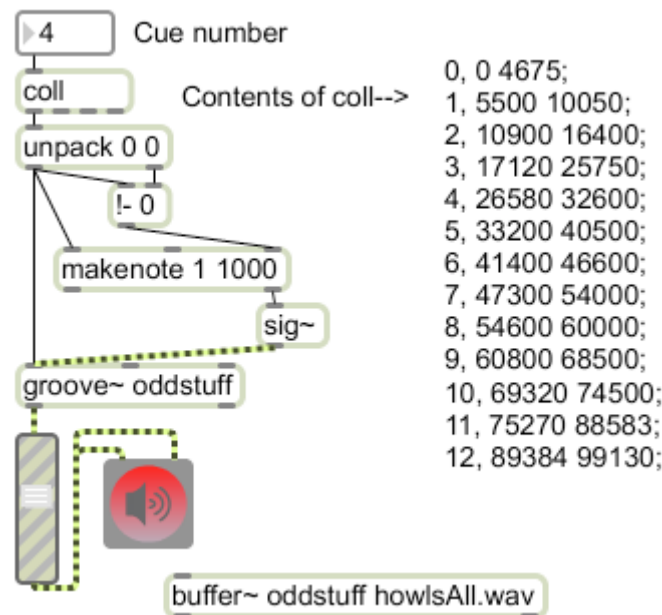 4
Cue number
coll
Contents of coll-->
unpack 0 0
!- 0
makenote 1 1000
sig~
groove~ oddstuff
0, 0 4675;
1, 5500 10050;
2, 10900 16400;
3, 17120 25750;
4, 26580 32600;
5, 33200 40500;
6, 41400 46600;
7, 47300 54000;
8, 54600 60000;
9, 60800 68500;
10, 69320 74500;
11, 75270 88583;
12, 89384 99130;
buffer~ oddstuff howIsAll.wav